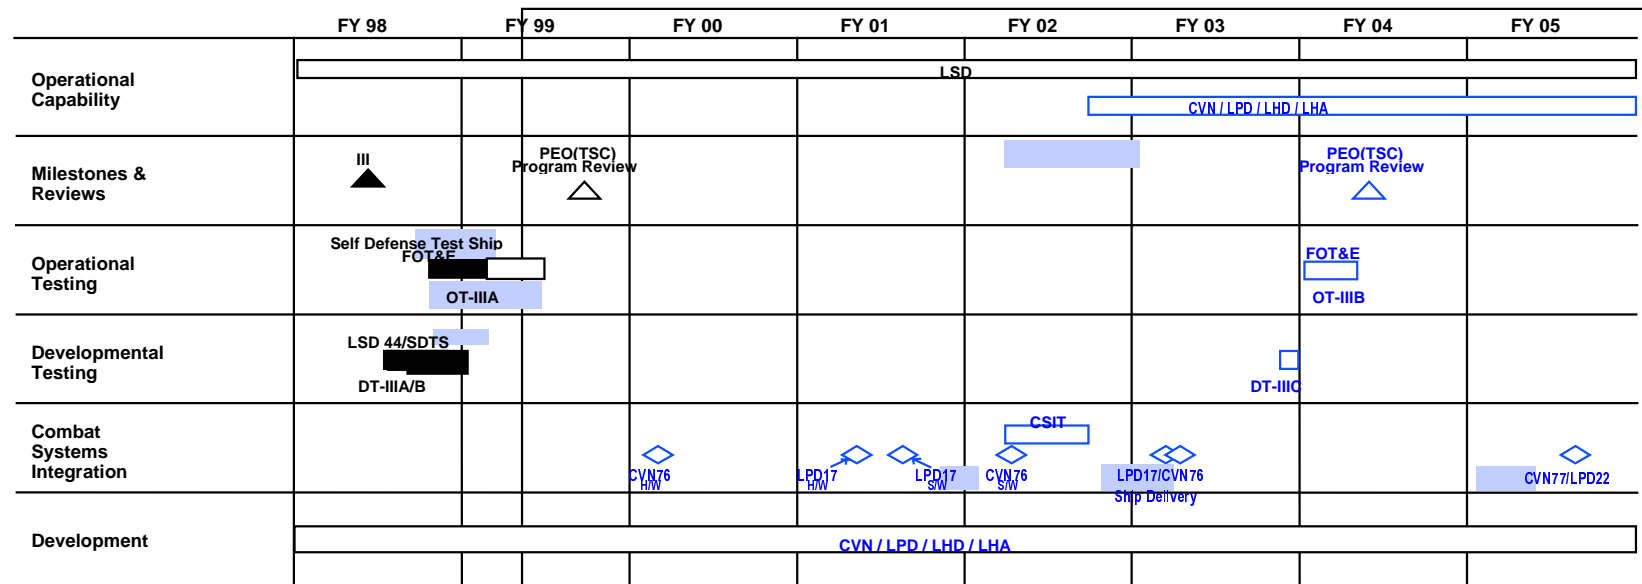 FY 98 FY 99 FY 00 FY 01 FY 02 FY 03 FY 04 FY 05
Operational
Capability
LSD
CVN / LPD / LHD / LHA
Milestones &
Reviews
III
PEO(TSC)
Program Review
PEO(TSC)
Program Review
Operational
Testing
Self Defense Test Ship
FOT&E
OT-IIIA
FOT&E
OT-IIIB
Developmental
Testing
LSD 44/SDTS
DT-IIIA/B
DT-IIIC
Combat
Systems
Integration
CSIT
CVN76
H/W
LPD17
H/W
LPD17
S/W
CVN76
S/W
LPD17/CVN76
Ship Delivery
CVN77/LPD22
Development
CVN / LPD / LHD / LHA